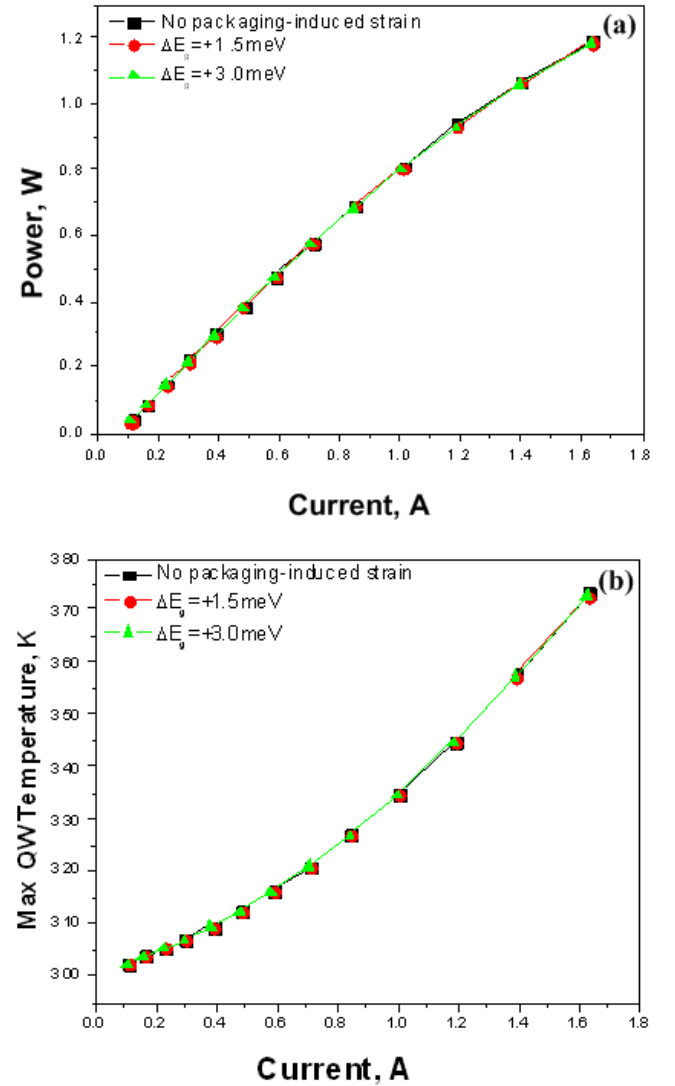 (a)
No packaging-induced strain
ΔEg=+1.5meV
ΔEg=+3.0meV
1.2
1.0
0.8
0.6
0.4
0.2
0.0
Power, W
0.0 0.2 0.4 0.6 0.8 1.0 1.2 1.4 1.6 1.8
Current, A
(b)
No packaging-induced strain
ΔEg=+1.5meV
ΔEg=+3.0meV
380
370
360
350
340
330
320
310
300
Max QWTemperature, K
0.0 0.2 0.4 0.6 0.8 1.0 1.2 1.4 1.6 1.8
Current, A